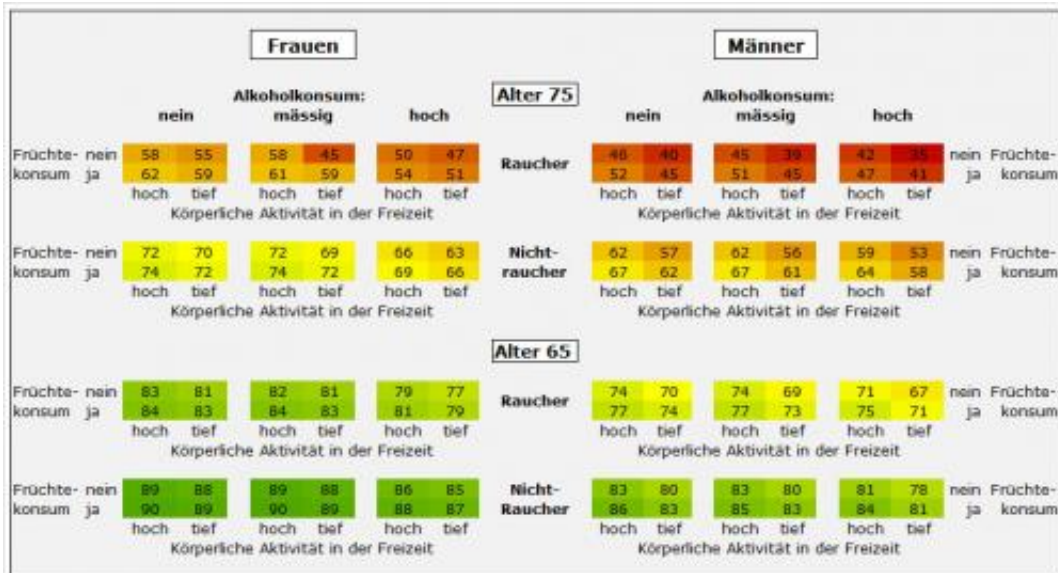 Frauen Männer
Alter 75
Alkoholkonsum: Alkoholkonsum:
nein mässig hoch nein mässig hoch
Früchte- nein 58 55 58 45 50 47 Raucher 46 40 45 39 42 35 nein Früchte-
konsum ja 62 59 61 59 54 51 52 45 51 45 47 41 ja konsum
hoch tief hoch tief hoch tief hoch tief hoch tief hoch tief
Körperliche Aktivität in der Freizeit Körperliche Aktivität in der Freizeit
Früchte- nein 72 70 72 69 66 63 Nicht- 62 57 62 56 59 53 nein Früchte-
konsum ja 74 72 74 72 69 66 raucher 67 62 67 61 64 58 ja konsum
hoch tief hoch tief hoch tief hoch tief hoch tief hoch tief
Körperliche Aktivität in der Freizeit Körperliche Aktivität in der Freizeit
Alter 65
Früchte- nein 83 81 82 81 79 77 Raucher 74 70 74 69 71 67 nein Früchte-
konsum ja 84 83 84 83 81 79 77 74 77 73 75 71 ja konsum
hoch tief hoch tief hoch tief hoch tief hoch tief hoch tief
Körperliche Aktivität in der Freizeit Körperliche Aktivität in der Freizeit
Früchte- nein 89 88 89 88 86 85 Nicht- 83 80 83 80 81 78 nein Früchte-
konsum ja 90 89 90 89 88 87 Raucher 86 83 85 83 84 81 ja konsum
hoch tief hoch tief hoch tief hoch tief hoch tief hoch tief
Körperliche Aktivität in der Freizeit Körperliche Aktivität in der Freizeit